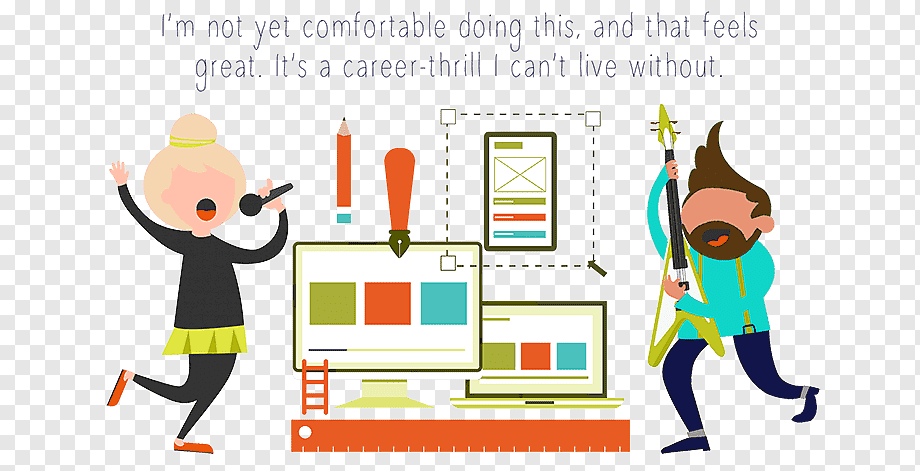 I'm not yet comfortable doing this, and that feels
great. It's a career-thrill I can't live without.